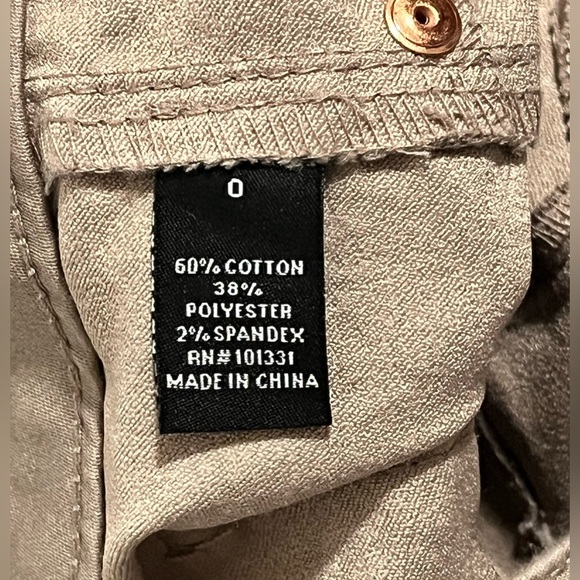 0
60% COTTON
38%
POLYESTER
2% SPANDEX
RN#101331
MADE IN CHINA